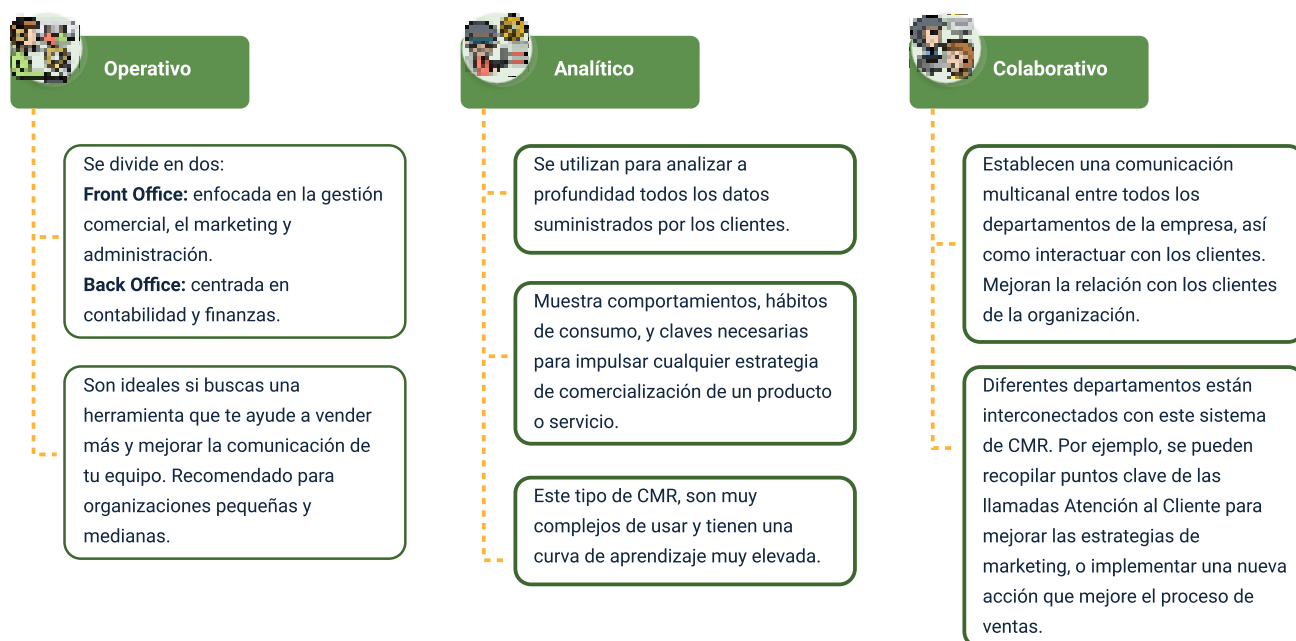 Operativo
Se divide en dos:
Front Office: enfocada en la gestión
comercial, el marketing y
administración.
Back Office: centrada en
contabilidad y finanzas.
Son ideales si buscas una
herramienta que te ayude a vender
más y mejorar la comunicación de
tu equipo. Recomendado para
organizaciones pequeñas y
medianas.
Analítico
Se utilizan para analizar a
profundidad todos los datos
suministrados por los clientes.
Muestra comportamientos, hábitos
de consumo, y claves necesarias
para impulsar cualquier estrategia
de comercialización de un producto
o servicio.
Este tipo de CMR, son muy
complejos de usar y tienen una
curva de aprendizaje muy elevada.
Colaborativo
Establecen una comunicación
multicanal entre todos los
departamentos de la empresa, así
como interactuar con los clientes.
Mejoran la relación con los clientes
de la organización.
Diferentes departamentos están
interconectados con este sistema
de CMR. Por ejemplo, se pueden
recopilar puntos clave de las
llamadas Atención al Cliente para
mejorar las estrategias de
marketing, o implementar una nueva
acción que mejore el proceso de
ventas.